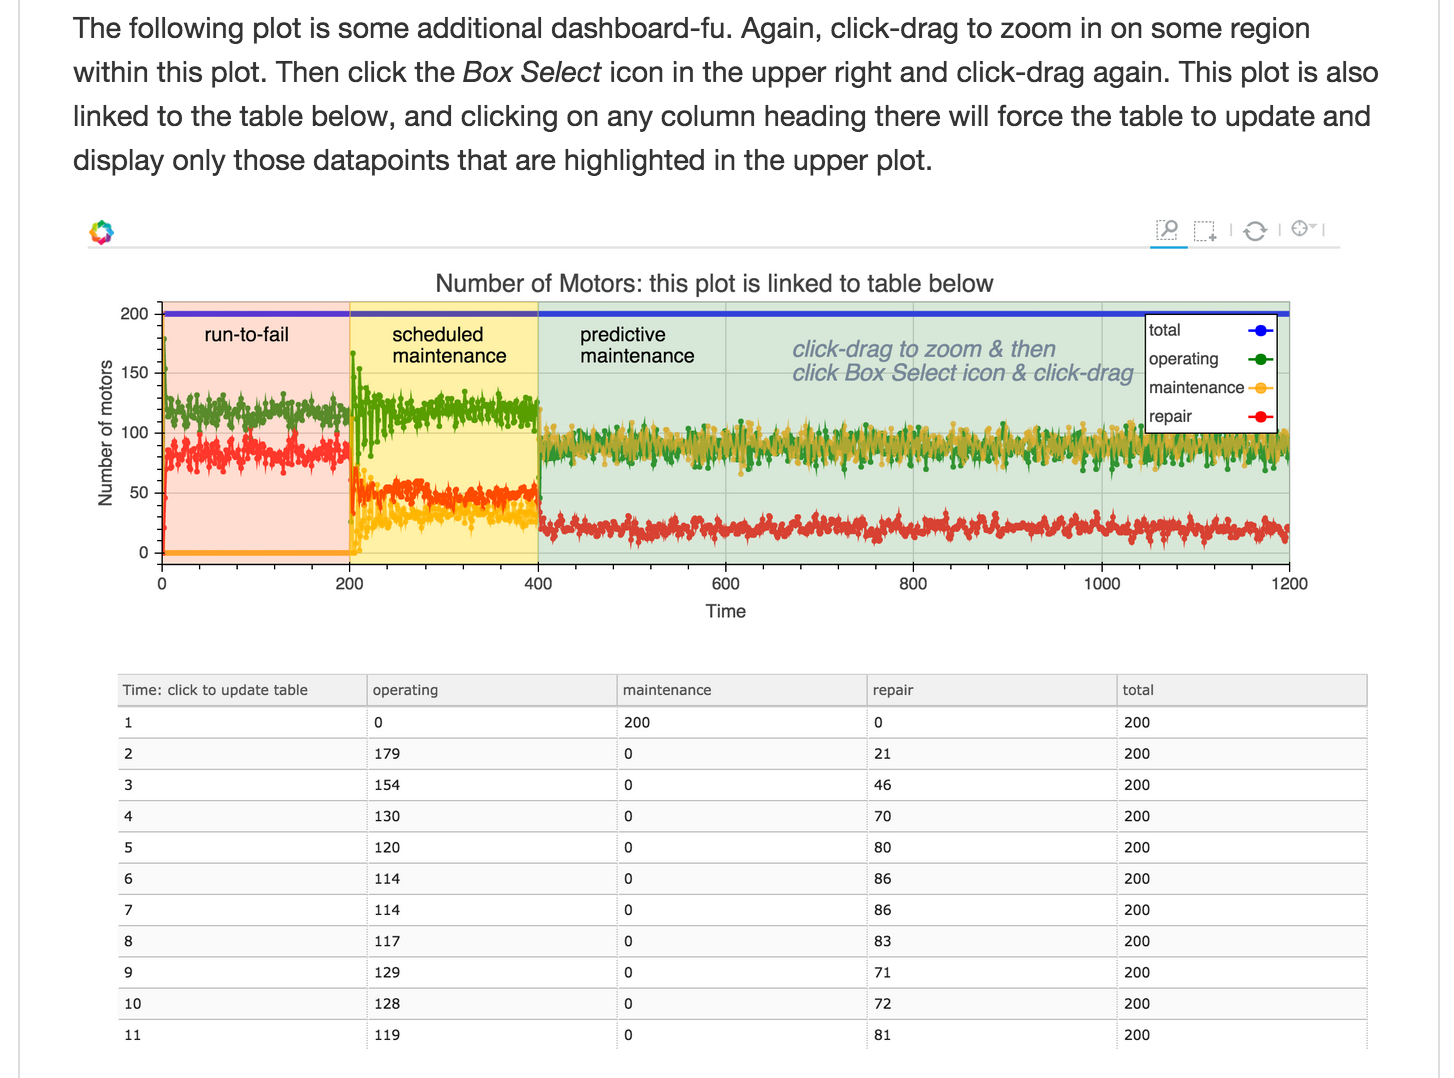 The following plot is some additional dashboard-fu. Again, click-drag to zoom in on some region
within this plot. Then click the Box Select icon in the upper right and click-drag again. This plot is also
linked to the table below, and clicking on any column heading there will force the table to update and
display only those datapoints that are highlighted in the upper plot.
Number of Motors: this plot is linked to table below
200
150
100
50
0
Number of motors
run-to-fail
scheduled
maintenance
predictive
maintenance
click-drag to zoom & then
click Box Select icon & click-drag
total
operating
maintenance
repair
0 200 400 600 800 1000 1200
Time
Time: click to update table operating maintenance repair total
1 0 200 0 200
2 179 0 21 200
3 154 0 46 200
4 130 0 70 200
5 120 0 80 200
6 114 0 86 200
7 114 0 86 200
8 117 0 83 200
9 129 0 71 200
10 128 0 72 200
11 119 0 81 200